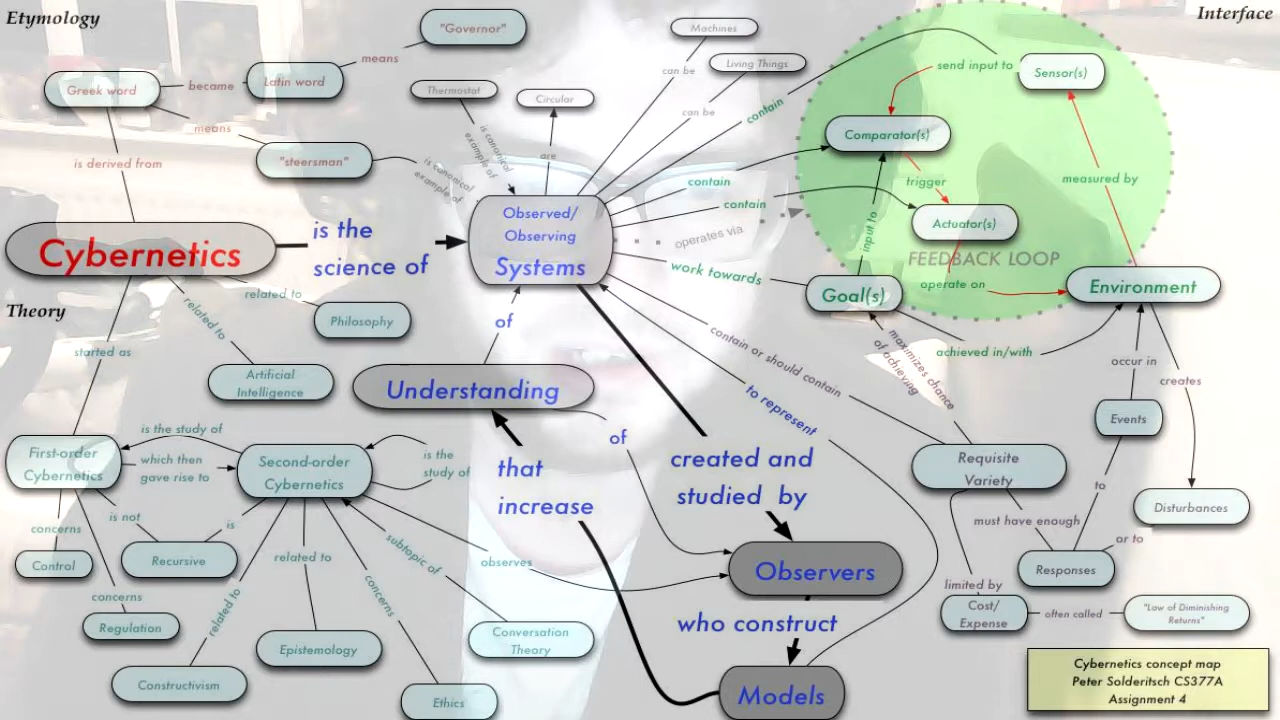 Etymology
Interface
"Governor"
means
Greek word
became
Latin word
means
"steersman"
is derived from
is canonical
example of
Thermostat
is canonical
example of
Circular
are
Machines
can be
Living Things
can be
contain
Sensor(s)
send input to
Comparator(s)
contain
trigger
measured by
contain
Actuator(s)
operates via
input to
FEEDBACK LOOP
work towards
Goal(s)
operate on
Environment
Cybernetics
is the
science of
Observed/
Observing
Systems
Theory
related to
Philosophy
related to
Artificial
Intelligence
started as
of
Understanding
contain or should contain
to represent
maximizes chance
of achieving
achieved in/with
occur in
creates
Events
Disturbances
First-order
Cybernetics
is the study of
which then
gave rise to
Second-order
Cybernetics
is the
study of
that
increase
of
created and
studied by
Requisite
Variety
must have enough
to
or to
Responses
limited by
Cost/
Expense
often called
"Law of Diminishing
Returns"
concerns
Control
is not
Recursive
is
concerns
Regulation
related to
Constructivism
related to
Epistemology
concerns
Ethics
subtopic of
Conversation
Theory
observes
Observers
who construct
Models
Cybernetics concept map
Peter Solderitsch CS377A
Assignment 4